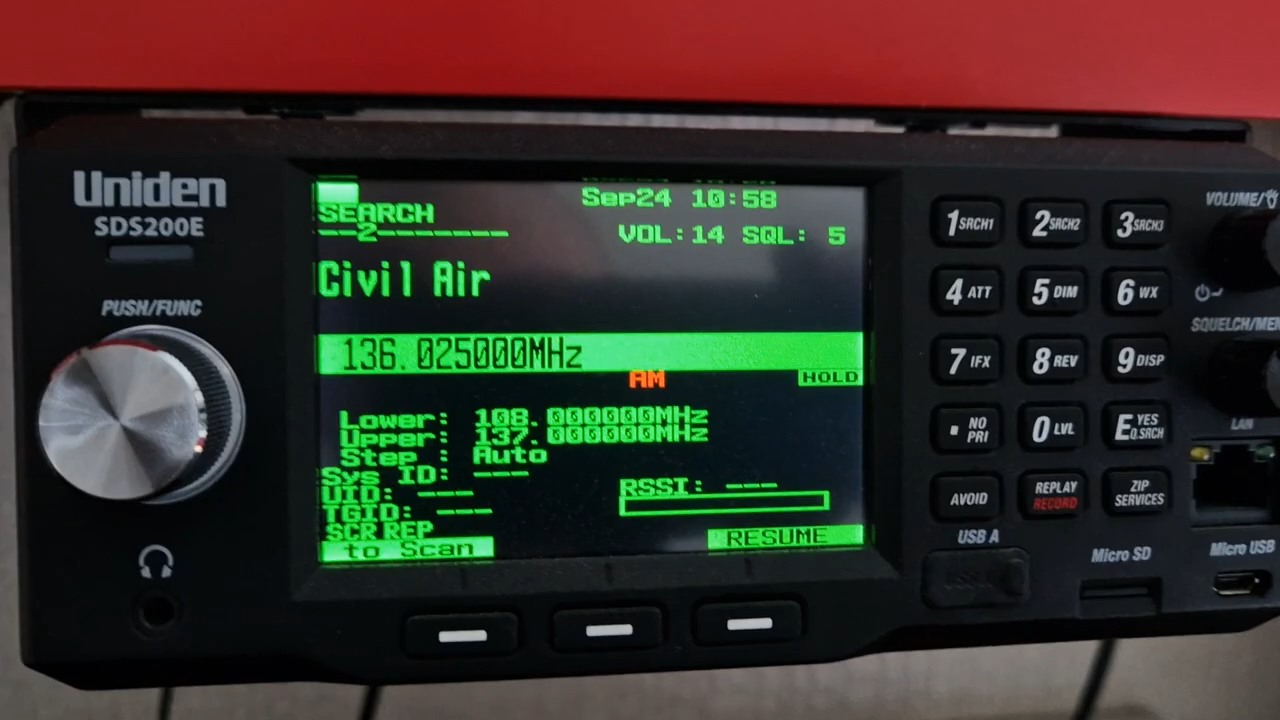 Uniden
SDS200E
PUSH/FUNC
Sep24 10:58
SEARCH
--2-------
VOL:14 SQL: 5
Civil Air
136.025000MHz
AM
HOLD
Lower: 108.000000MHz
Upper: 137.000000MHz
Step : Auto
Sys ID: ---
UID: ---
RSSI: ---
TGID: ---
SCR REP
to Scan
RESUME
1 SRCH1
2 SRCH2
3 SRCH3
4 ATT
5 DIM
6 WX
7 IFX
8 REV
9 DISP
. NO PRI
0 LVL
E YES Q.SRCH
AVOID
REPLAY RECORD
ZIP SERVICES
VOLUME/
SQUELCH/MEN
LAN
USB A
Micro SD
Micro USB